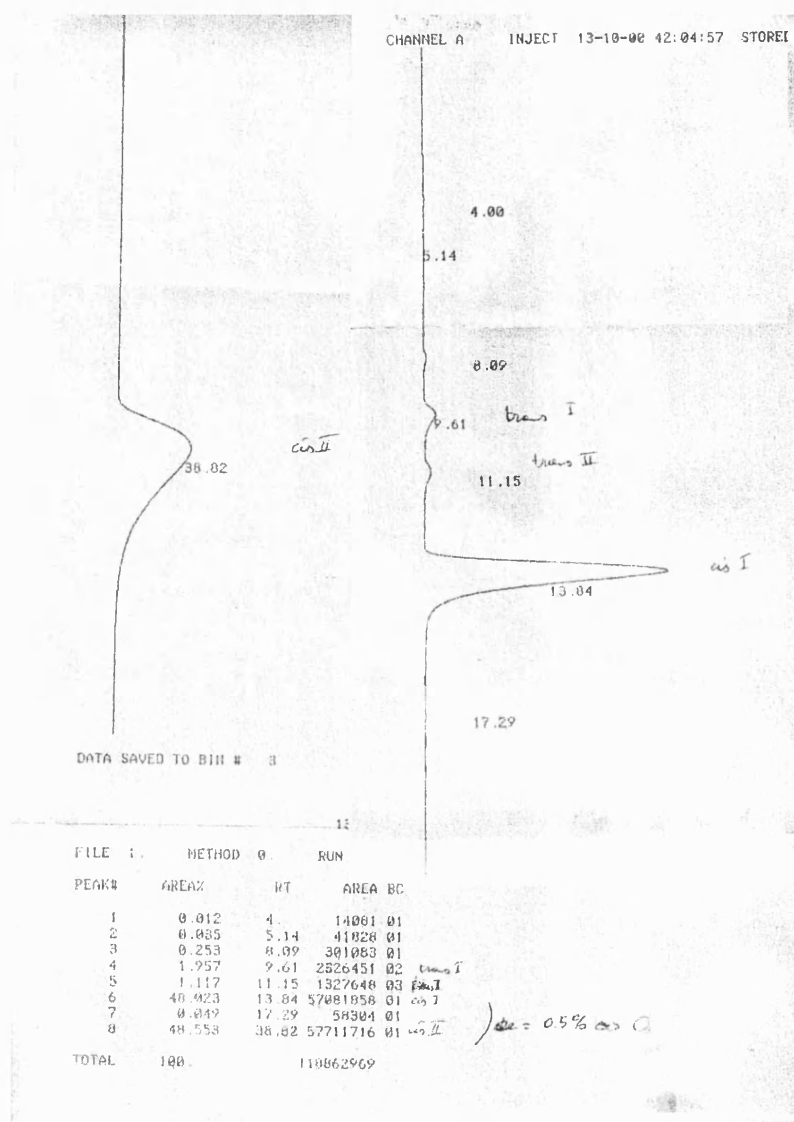 CHANNEL A INJECT 13-10-00 42:04:57 STORED
4.00
5.14
8.09
9.61 trans I
trans II
11.15
cis I
13.84
17.29
cis II
38.82
DATA SAVED TO BIN # 3
FILE 1. METHOD 0. RUN
PEAK# AREA% RT AREA BC
1 0.012 4. 14081 01
2 0.035 5.14 41828 01
3 0.253 8.09 301083 01
4 1.957 9.61 2326451 02 trans I
5 1.117 11.15 1327648 03
6 48.023 13.84 57081858 01 cis I
7 0.049 17.29 58304 01
8 48.553 38.82 57711716 01 cis II
= 0.5%
TOTAL 100. 118862969